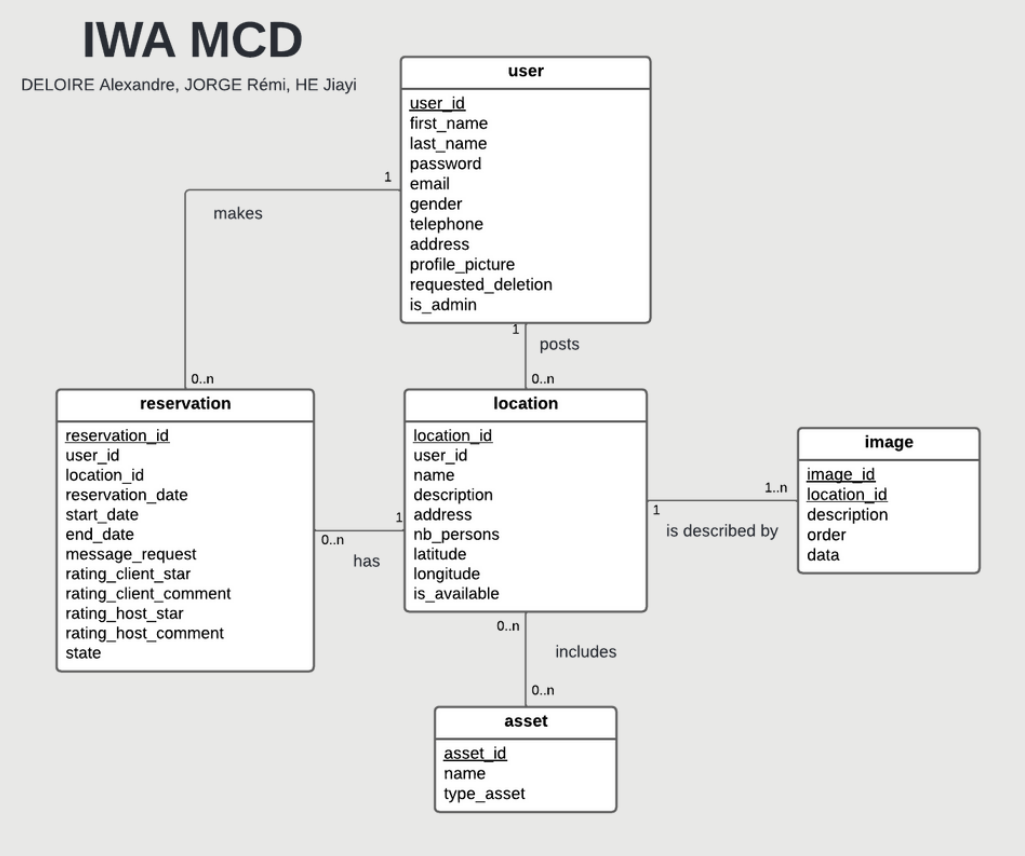 IWA MCD
DELOIRE Alexandre, JORGE Rémi, HE Jiayi
user
user_id
first_name
last_name
password
email
gender
telephone
address
profile_picture
requested_deletion
is_admin
1
makes
0..n
1
posts
0..n
reservation
reservation_id
user_id
location_id
reservation_date
start_date
end_date
message_request
rating_client_star
rating_client_comment
rating_host_star
rating_host_comment
state
1
0..n
has
location
location_id
user_id
name
description
address
nb_persons
latitude
longitude
is_available
1..n
1
is described by
image
image_id
location_id
description
order
data
0..n
includes
0..n
asset
asset_id
name
type_asset